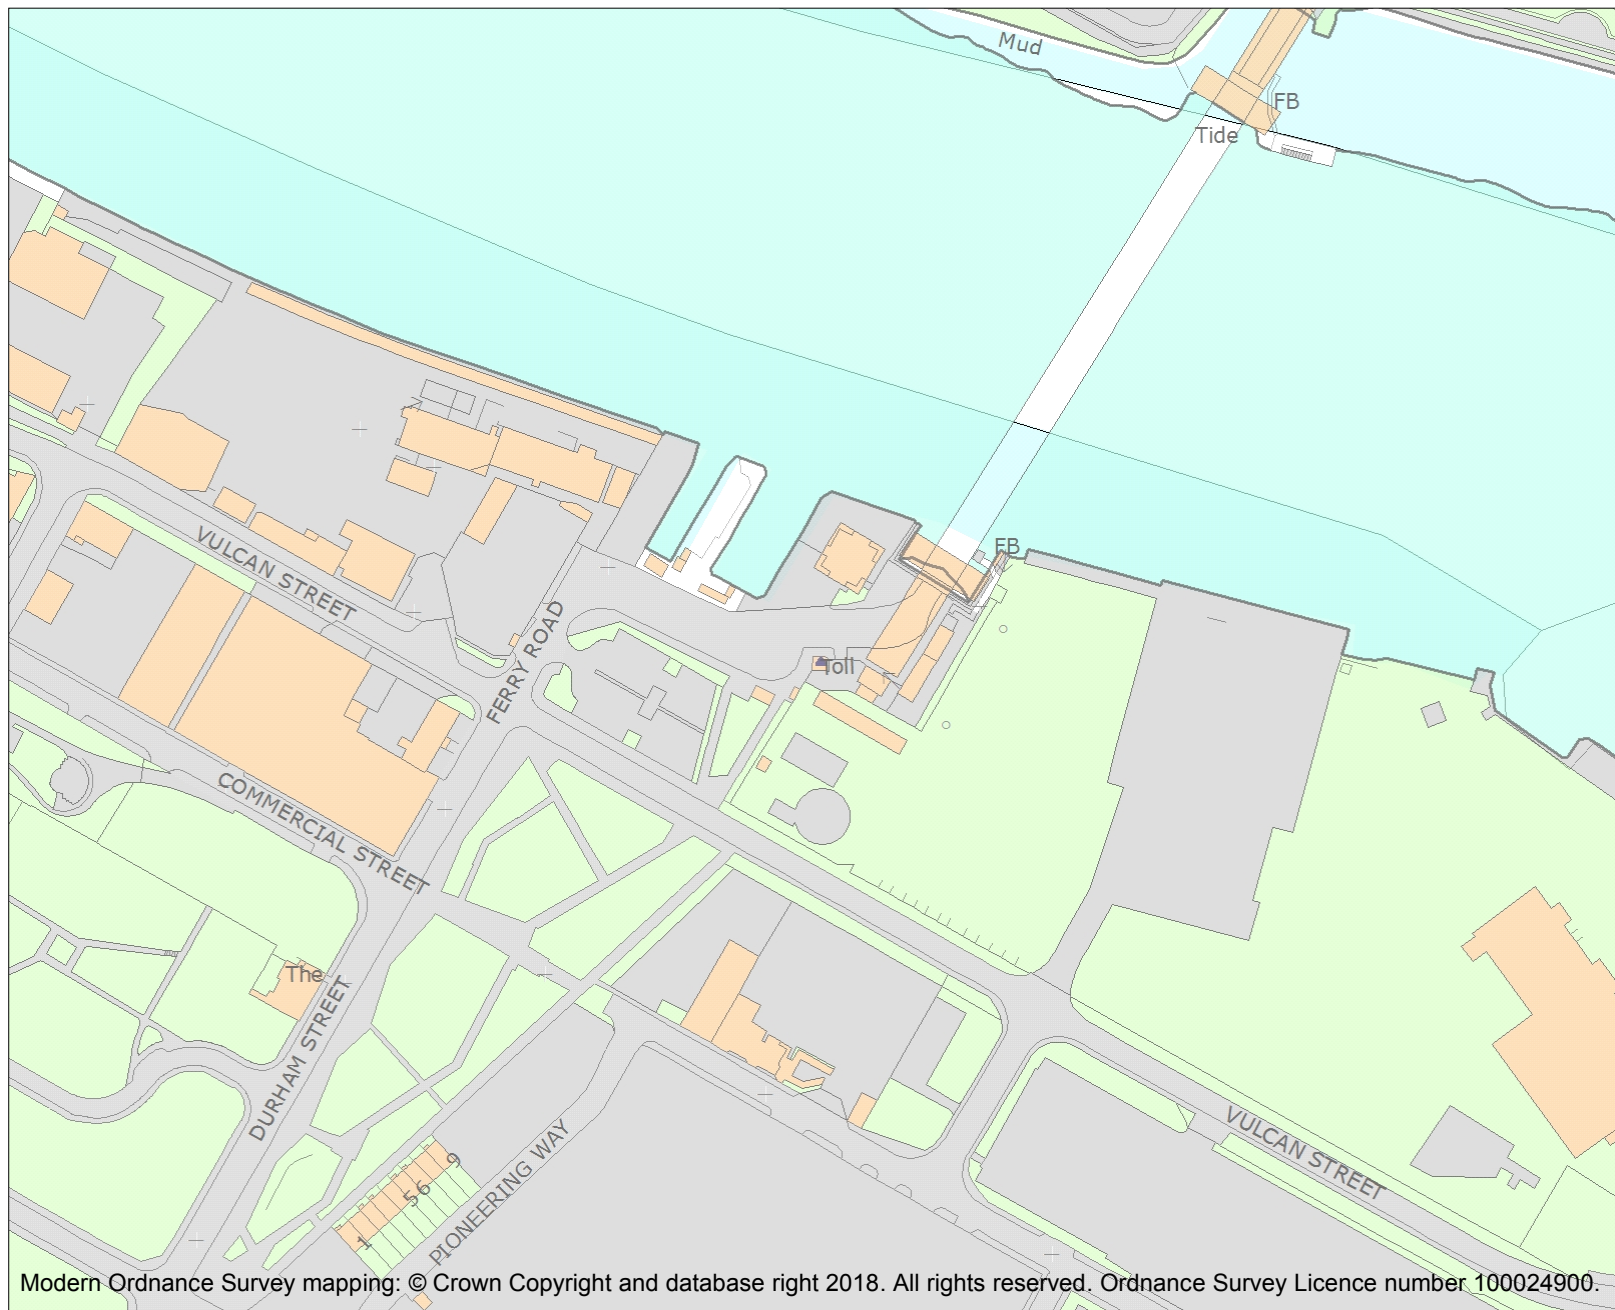 Mud
FB
Tide
FB
VULCAN STREET
FERRY ROAD
Toll
COMMERCIAL STREET
The
DURHAM STREET
VULCAN STREET
9
56
1
PIONEERING WAY
Modern Ordnance Survey mapping: © Crown Copyright and database right 2018. All rights reserved. Ordnance Survey Licence number 100024900.